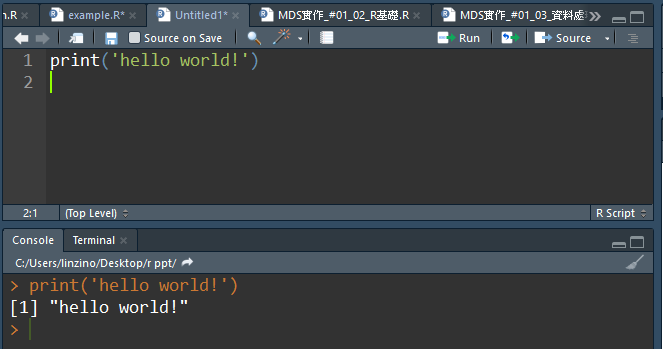 n.R example.R* Untitled1* MDS實作_#01_02_R基礎.R MDS實作_#01_03_資料處
Source on Save Run Source
1 print('hello world!')
2
2:1 (Top Level) R Script
Console Terminal
C:/Users/linzino/Desktop/r ppt/
> print('hello world!')
[1] "hello world!"
>